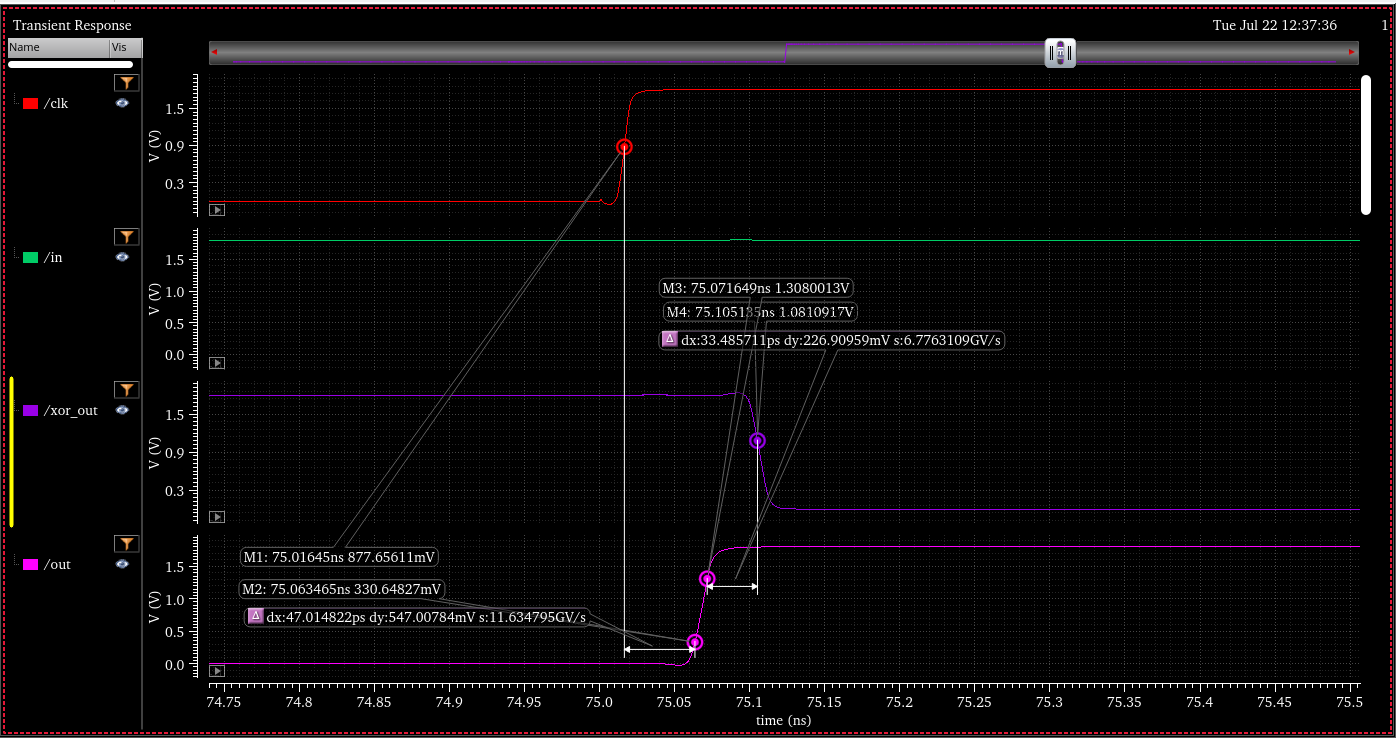 Transient Response
Tue Jul 22 12:37:36 1
Name Vis
/clk
V (V)
1.5
0.9
0.3
/in
V (V)
1.5
1.0
0.5
0.0
M3: 75.071649ns 1.3080013V
M4: 75.105135ns 1.0810917V
Δ dx:33.485711ps dy:226.90959mV s:6.7763109GV/s
/xor_out
V (V)
1.5
0.9
0.3
/out
V (V)
1.5
1.0
0.5
0.0
M1: 75.01645ns 877.65611mV
M2: 75.063465ns 330.64827mV
Δ dx:47.014822ps dy:547.00784mV s:11.634795GV/s
74.75 74.8 74.85 74.9 74.95 75.0 75.05 75.1 75.15 75.2 75.25 75.3 75.35 75.4 75.45 75.5
time (ns)